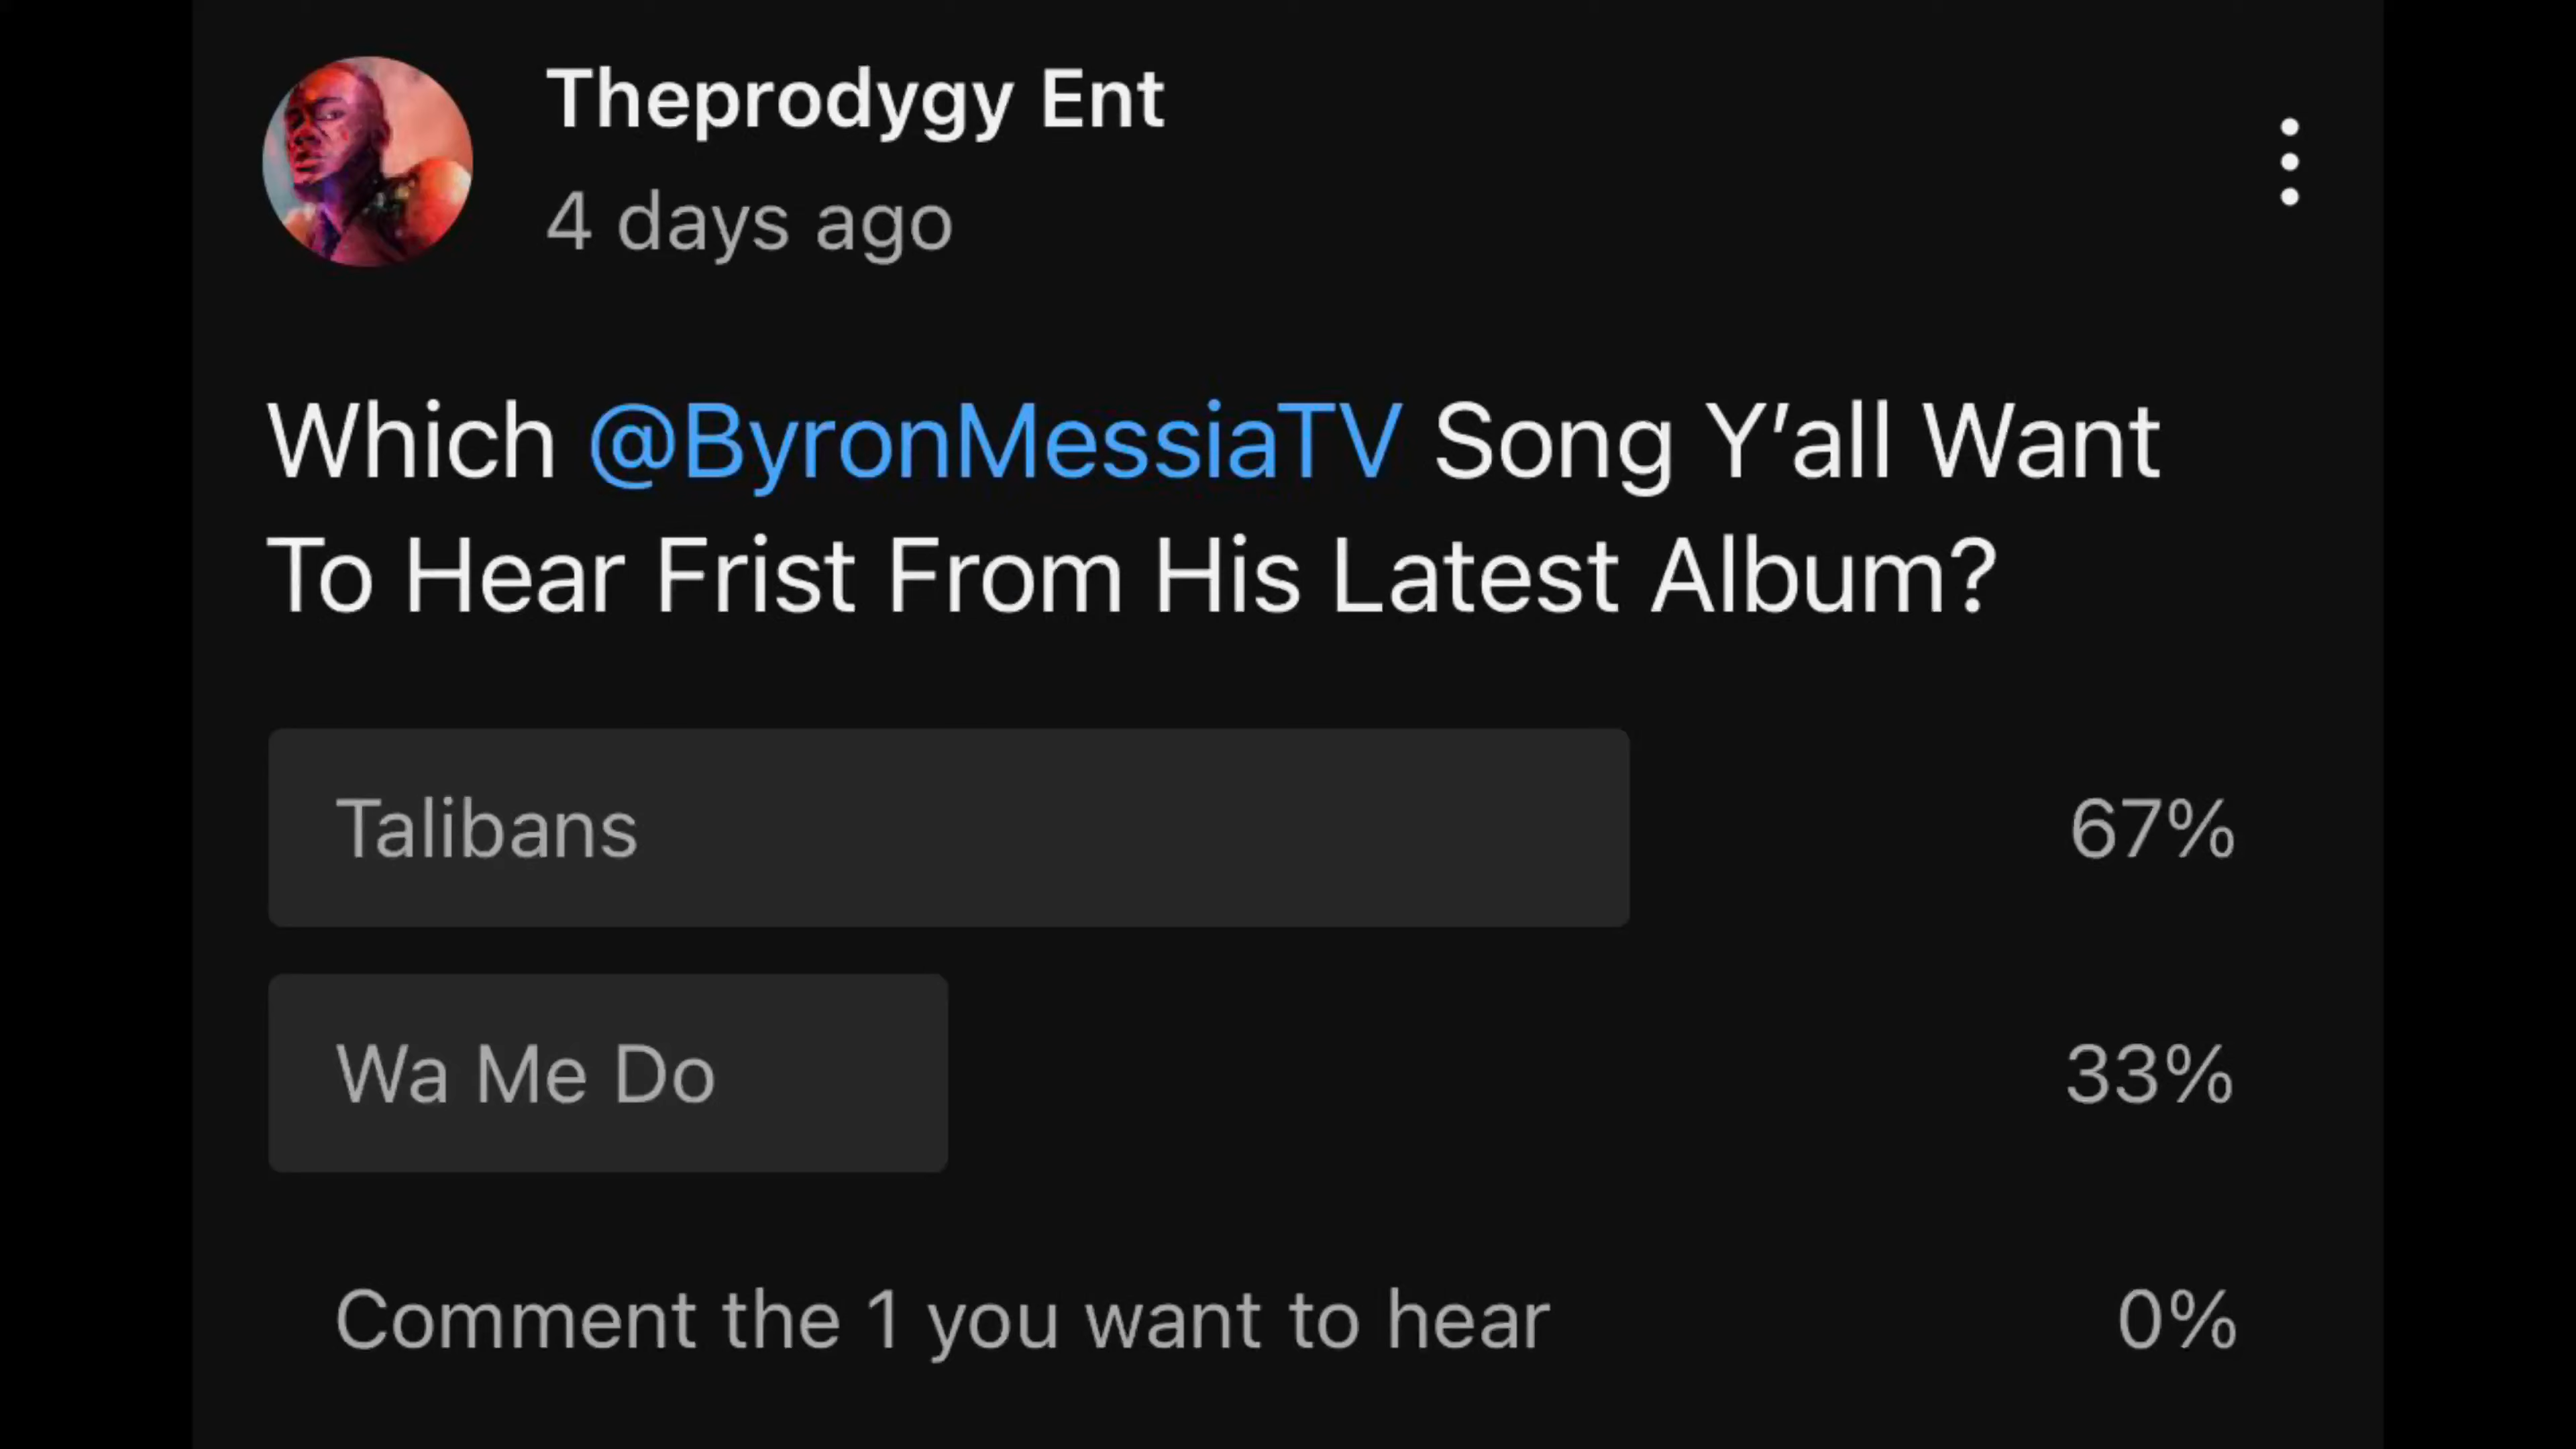 Theprodygy Ent
4 days ago
Which @ByronMessiaTV Song Y’all Want
To Hear Frist From His Latest Album?
Talibans 67%
Wa Me Do 33%
Comment the 1 you want to hear 0%